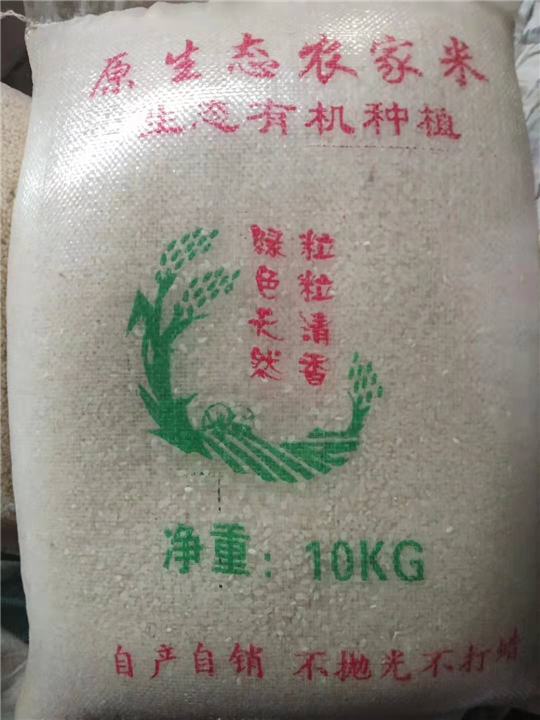 原生态农家米
生态有机种植
粒粒清香
绿色天然
净重：10KG
自产自销 不抛光不打蜡